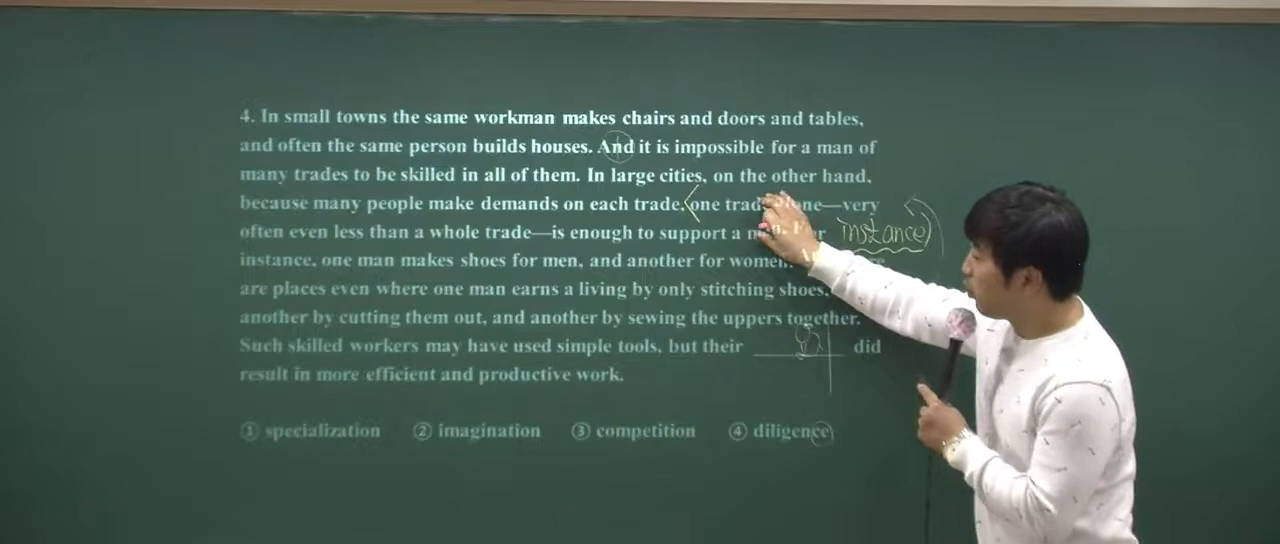 4. In small towns the same workman makes chairs and doors and tables,
and often the same person builds houses. And it is impossible for a man of
many trades to be skilled in all of them. In large cities, on the other hand,
because many people make demands on each trade, one trade alone—very
often even less than a whole trade—is enough to support a man. For instance
instance, one man makes shoes for men, and another for women.
are places even where one man earns a living by only stitching shoes,
another by cutting them out, and another by sewing the uppers together.
Such skilled workers may have used simple tools, but their did
result in more efficient and productive work.
① specialization ② imagination ③ competition ④ diligence